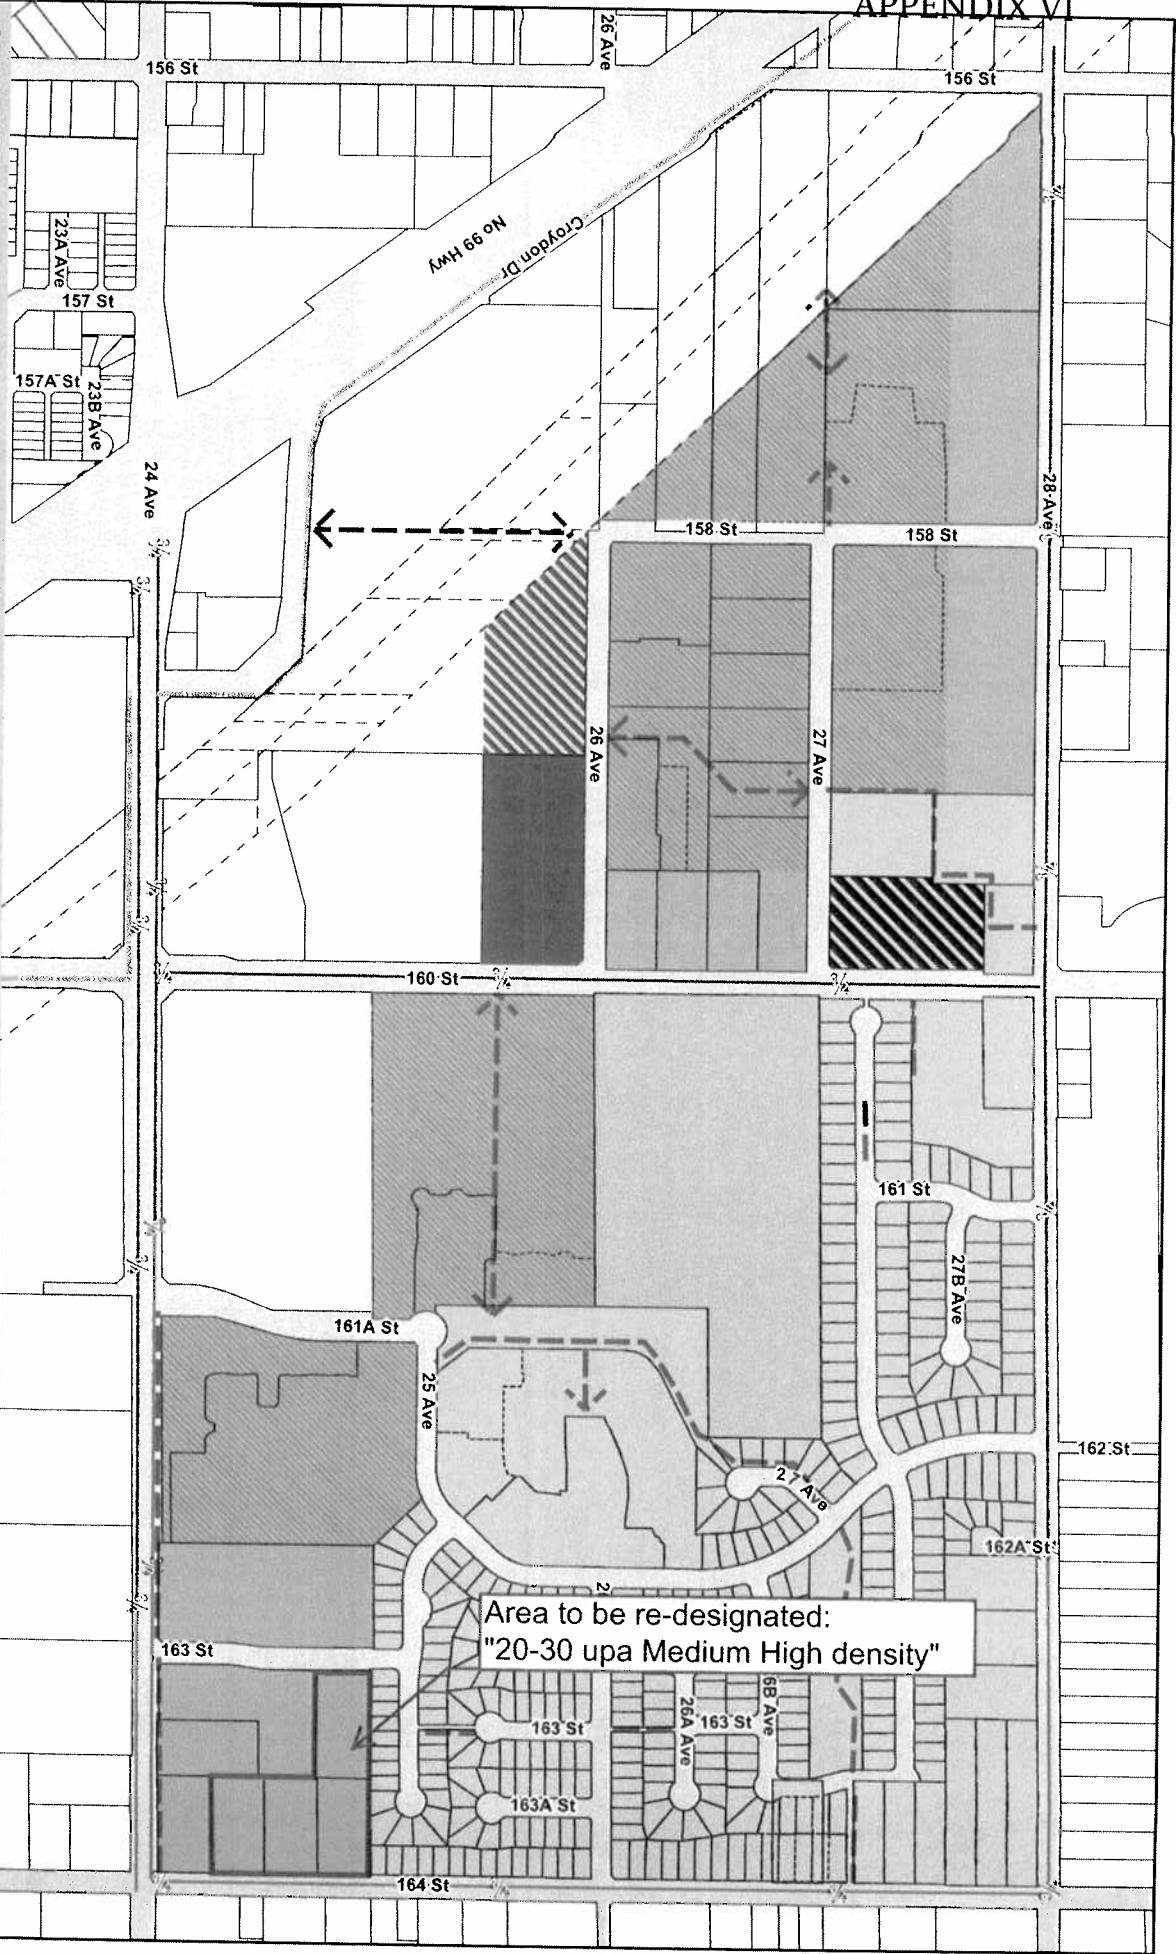 APPENDIX VI
26 Ave
156 St
156 St
23A Ave
No 99 Hwy
Croydon Dr
157 St
157A St
23B Ave
24 Ave
28 Ave
158 St
158 St
26 Ave
27 Ave
160 St
161 St
27B Ave
161A St
25 Ave
162 St
27 Ave
162A St
Area to be re-designated:
"20-30 upa Medium High density"
163 St
6B Ave
26A Ave
163 St
163 St
163A St
164 St